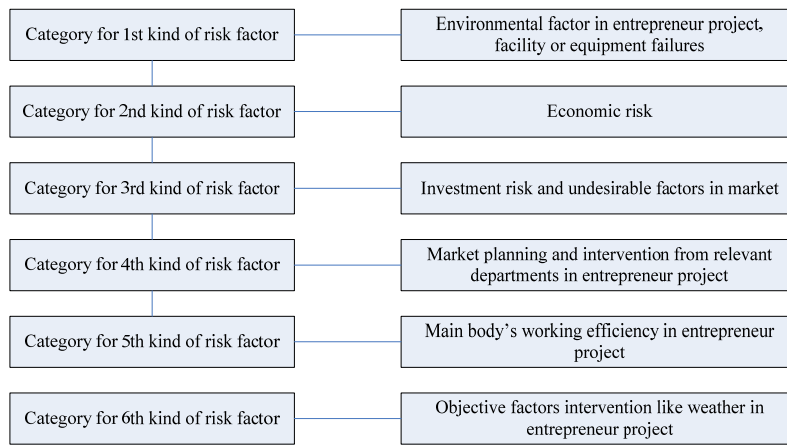 Category for 1st kind of risk factor
Environmental factor in entrepreneur project,
facility or equipment failures
Category for 2nd kind of risk factor
Economic risk
Category for 3rd kind of risk factor
Investment risk and undesirable factors in market
Category for 4th kind of risk factor
Market planning and intervention from relevant
departments in entrepreneur project
Category for 5th kind of risk factor
Main body’s working efficiency in entrepreneur
project
Category for 6th kind of risk factor
Objective factors intervention like weather in
entrepreneur project